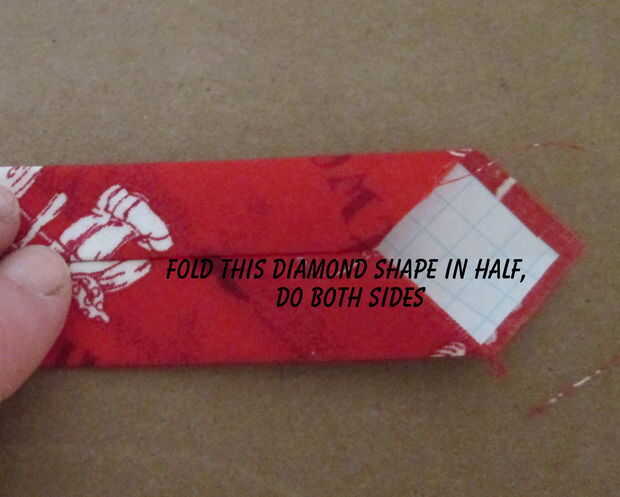 FOLD THIS DIAMOND SHAPE IN HALF,
DO BOTH SIDES